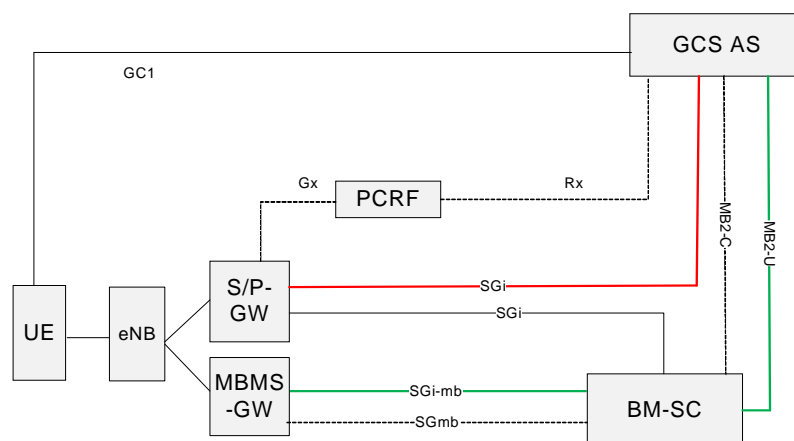 GCS AS
GC1
Gx
PCRF
Rx
MB2-C
MB2-U
S/P-
GW
SGi
SGi
UE
eNB
MBMS
-GW
SGi-mb
SGmb
BM-SC